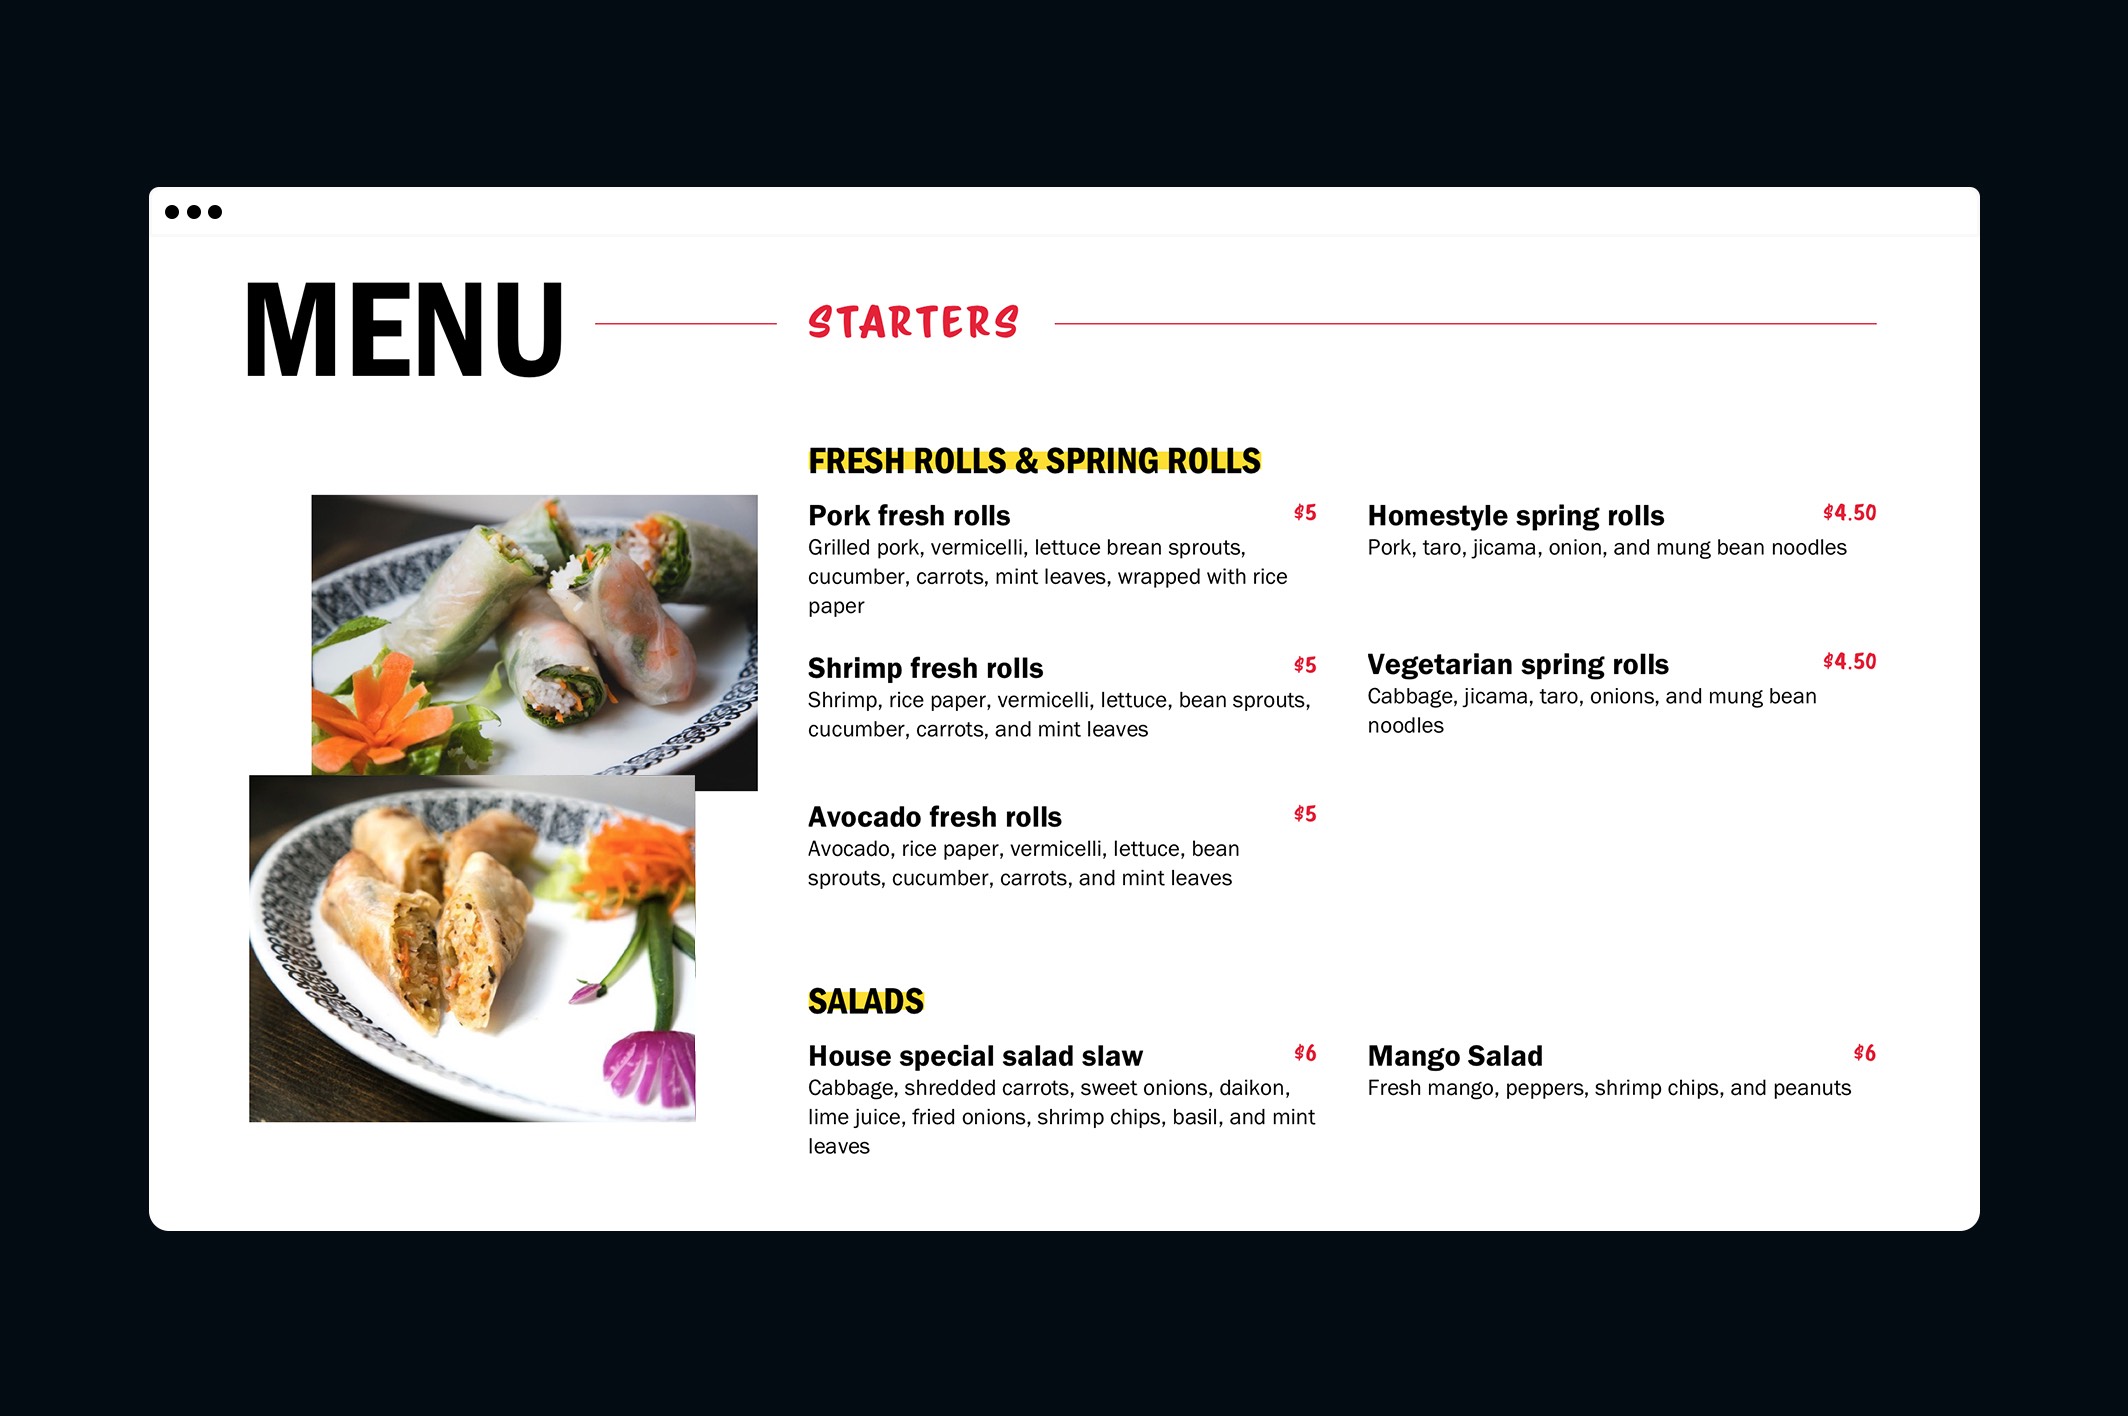 MENU
STARTERS
FRESH ROLLS & SPRING ROLLS
Pork fresh rolls $5
Grilled pork, vermicelli, lettuce brean sprouts,
cucumber, carrots, mint leaves, wrapped with rice
paper
Shrimp fresh rolls $5
Shrimp, rice paper, vermicelli, lettuce, bean sprouts,
cucumber, carrots, and mint leaves
Avocado fresh rolls $5
Avocado, rice paper, vermicelli, lettuce, bean
sprouts, cucumber, carrots, and mint leaves
Homestyle spring rolls $4.50
Pork, taro, jicama, onion, and mung bean noodles
Vegetarian spring rolls $4.50
Cabbage, jicama, taro, onions, and mung bean
noodles
SALADS
House special salad slaw $6
Cabbage, shredded carrots, sweet onions, daikon,
lime juice, fried onions, shrimp chips, basil, and mint
leaves
Mango Salad $6
Fresh mango, peppers, shrimp chips, and peanuts